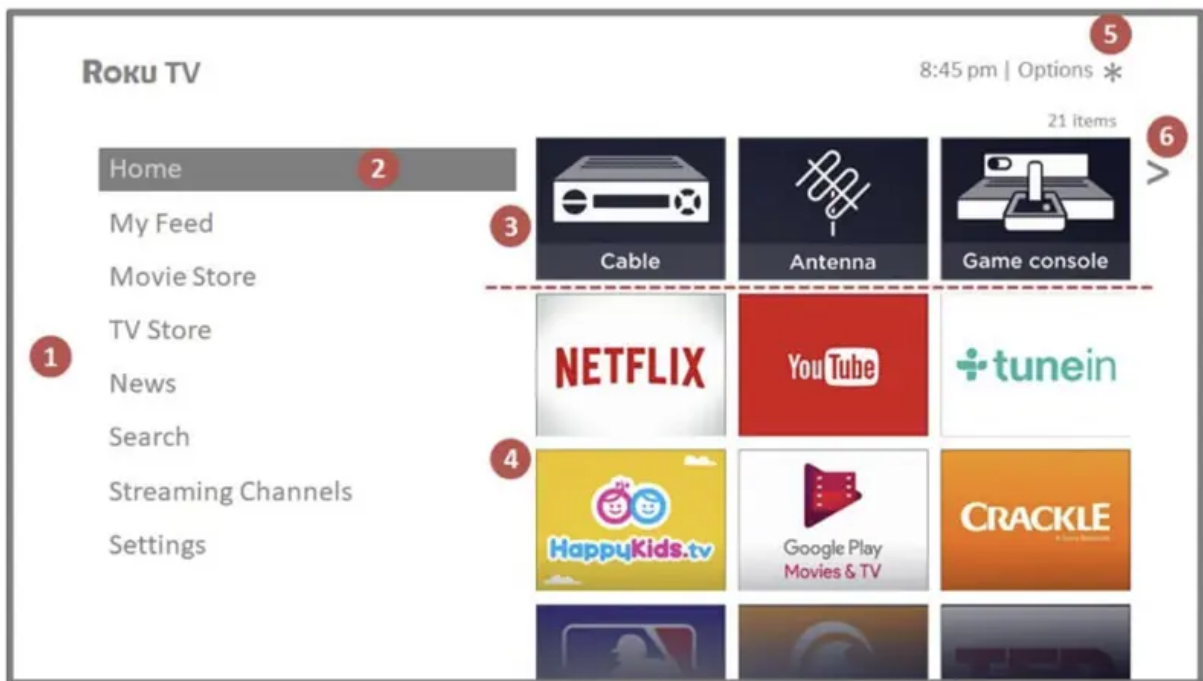 5
ROKU TV
8:45 pm | Options *
21 items
6
>
Home
2
My Feed
Movie Store
TV Store
1
News
Search
Streaming Channels
Settings
3
Cable
Antenna
Game console
NETFLIX
YouTube
tunein
4
HappyKids.tv
Google Play
Movies & TV
CRACKLE